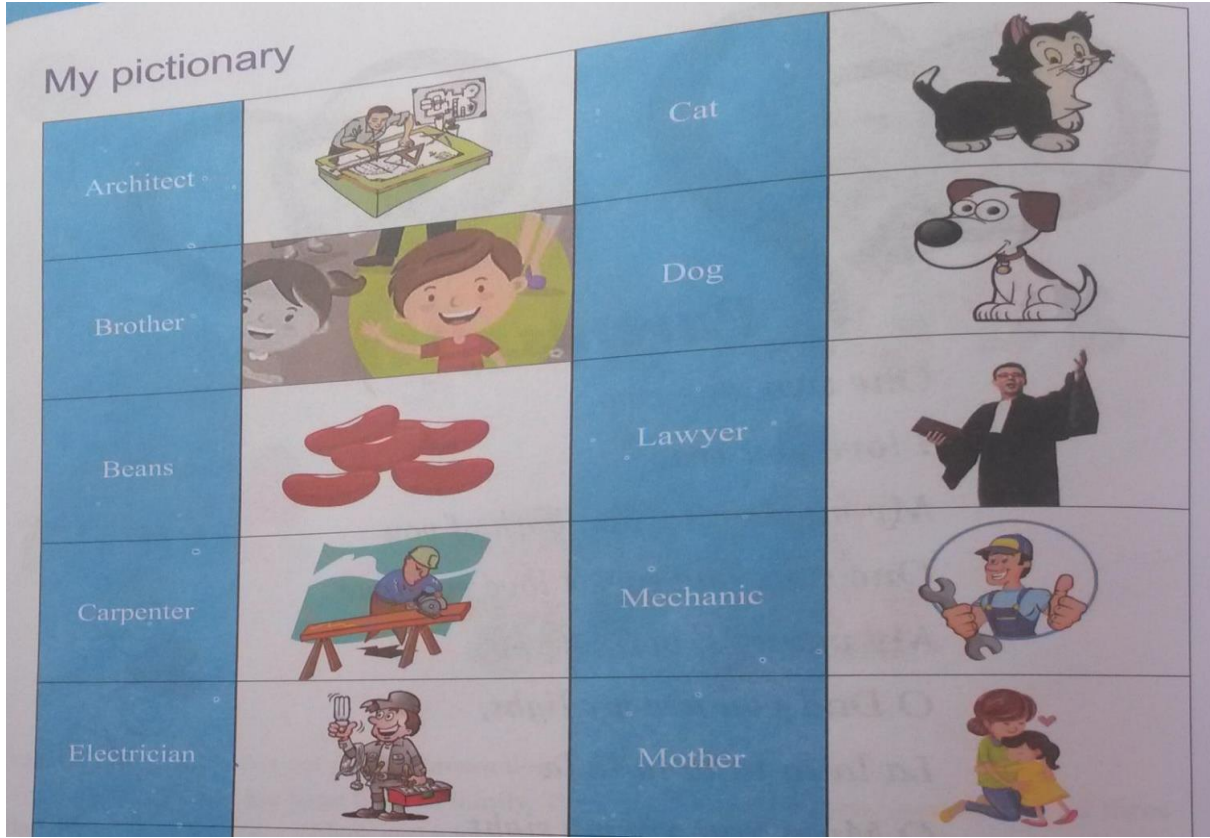 My pictionary
Architect
Brother
Beans
Carpenter
Electrician
Cat
Dog
Lawyer
Mechanic
Mother